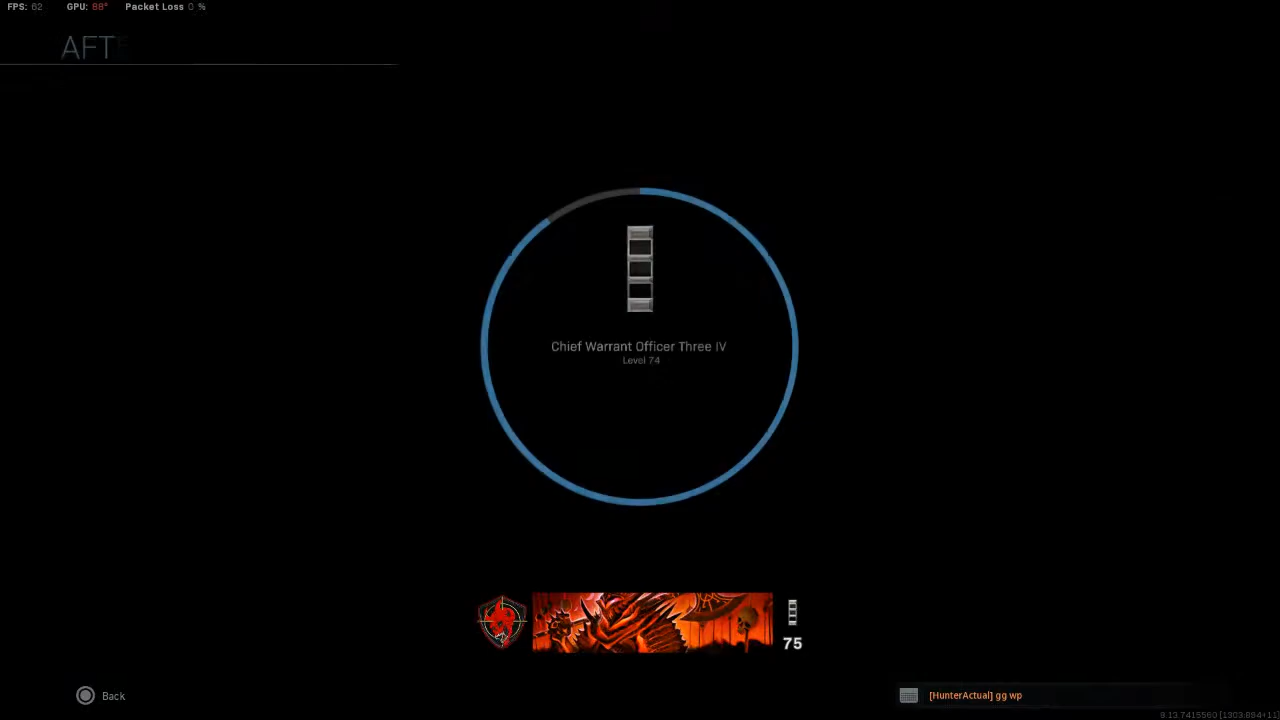 FPS: 62 GPU: 88° Packet Loss 0 %
AFTE
Chief Warrant Officer Three IV
Level 74
75
Back
[HunterActual] gg wp